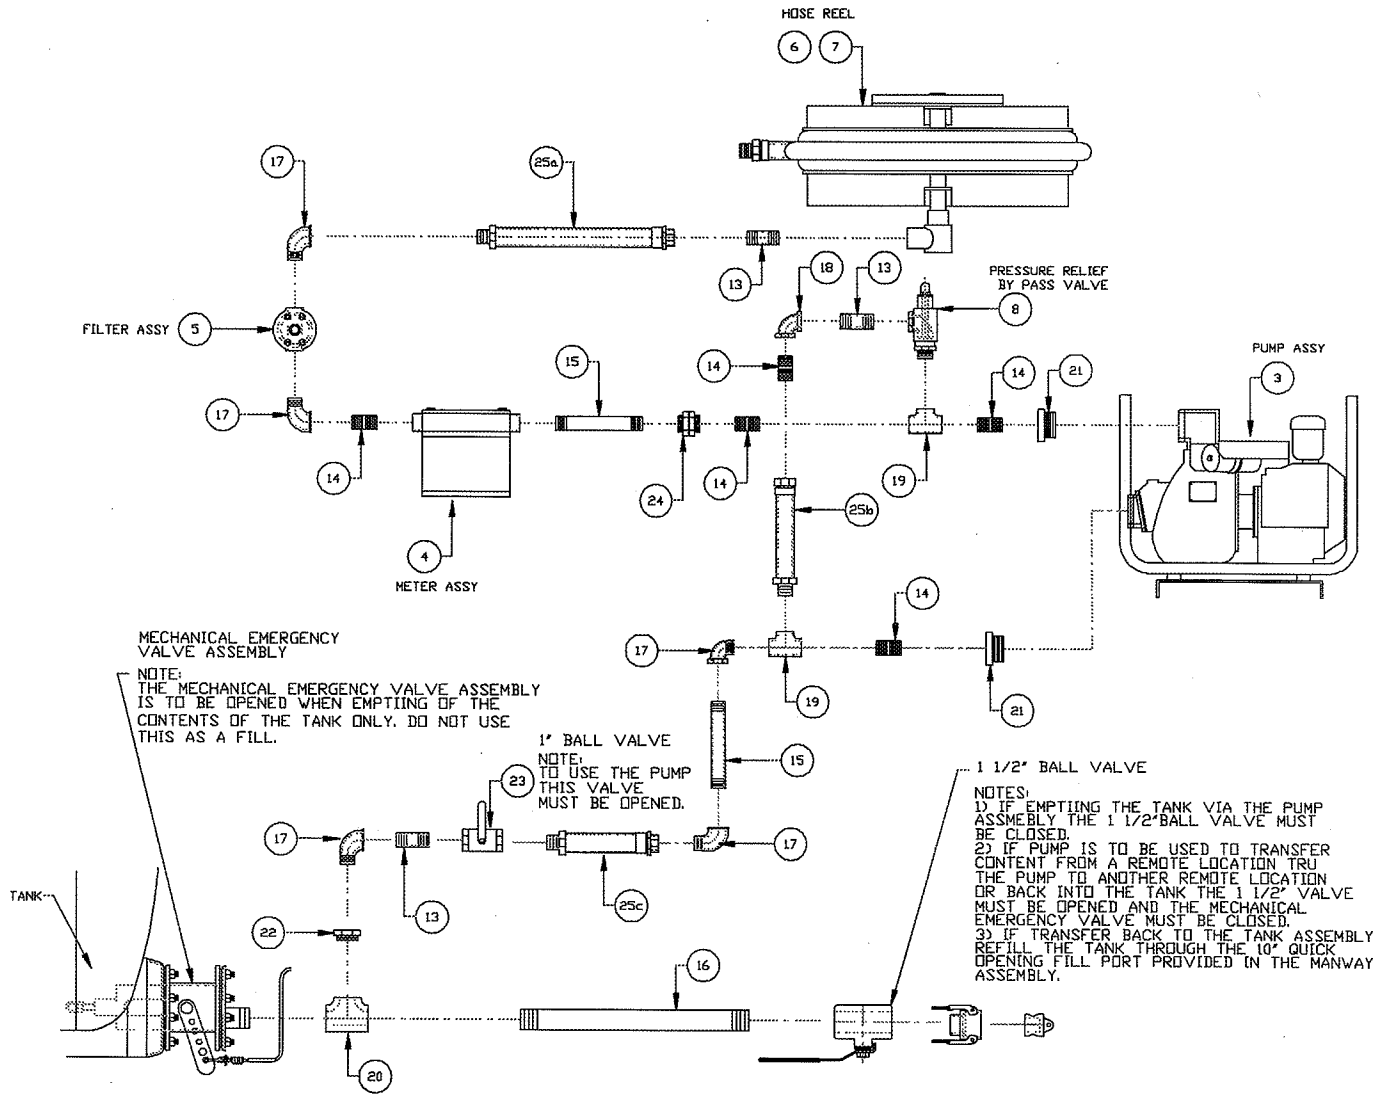 HOSE REEL
6 7
17
25a
13
18
13
PRESSURE RELIEF
BY PASS VALVE
8
FILTER ASSY 5
PUMP ASSY
3
14
15
14
21
17
14
24
14
19
25b
4
METER ASSY
14
MECHANICAL EMERGENCY
VALVE ASSEMBLY
NOTE:
THE MECHANICAL EMERGENCY VALVE ASSEMBLY
IS TO BE OPENED WHEN EMPTIING OF THE
CONTENTS OF THE TANK ONLY. DO NOT USE
THIS AS A FILL.
17
19
21
1" BALL VALVE
NOTE:
TO USE THE PUMP
THIS VALVE
MUST BE OPENED.
23
15
1 1/2" BALL VALVE
NOTES:
1) IF EMPTIING THE TANK VIA THE PUMP
ASSMEBLY THE 1 1/2"BALL VALVE MUST
BE CLOSED.
2) IF PUMP IS TO BE USED TO TRANSFER
CONTENT FROM A REMOTE LOCATION TRU
THE PUMP TO ANOTHER REMOTE LOCATION
OR BACK INTO THE TANK THE 1 1/2" VALVE
MUST BE OPENED AND THE MECHANICAL
EMERGENCY VALVE MUST BE CLOSED.
3) IF TRANSFER BACK TO THE TANK ASSEMBLY
REFILL THE TANK THROUGH THE 10" QUICK
OPENING FILL PORT PROVIDED IN THE MANWAY
ASSEMBLY.
17
17
TANK
22
13
25c
16
20